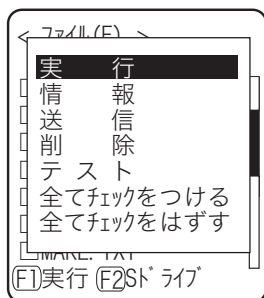 < ファイル(F) >
実　　行
情　　報
送　　信
削　　除
テ ス ト
全てﾁｪｯｸをつける
全てﾁｪｯｸをはずす
MAKE. TXT
F1実行 F2Sﾄﾞﾗｲﾌﾞ